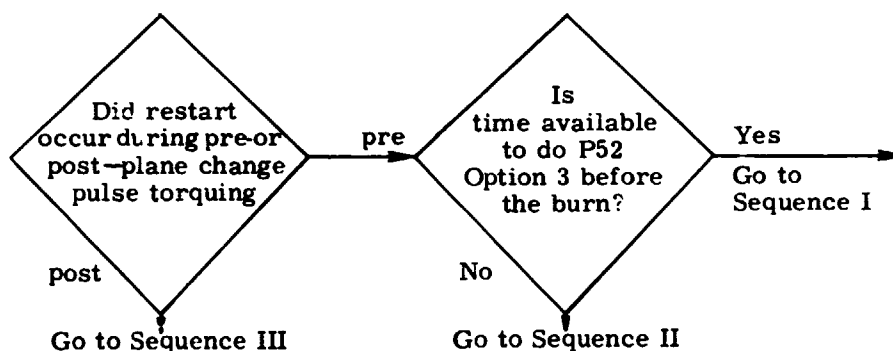 Did restart
occur during pre-or
post-plane change
pulse torquing
pre
post
Go to Sequence III
Is
time available
to do P52
Option 3 before
the burn?
Yes
Go to
Sequence I
No
Go to Sequence II